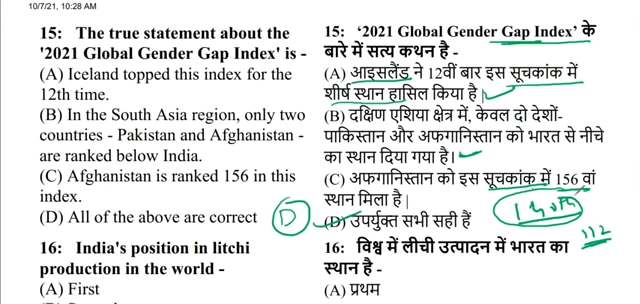 10/7/21, 10:28 AM
15: The true statement about the
'2021 Global Gender Gap Index' is -
(A) Iceland topped this index for the
12th time.
(B) In the South Asia region, only two
countries - Pakistan and Afghanistan -
are ranked below India.
(C) Afghanistan is ranked 156 in this
index.
(D) All of the above are correct
D
16: India's position in litchi
production in the world -
(A) First
15: ‘2021 Global Gender Gap Index’ के
बारे में सत्य कथन है -
(A) आइसलैंड ने 12वीं बार इस सूचकांक में
शीर्ष स्थान हासिल किया है|
(B) दक्षिण एशिया क्षेत्र में, केवल दो देशों-
पाकिस्तान और अफगानिस्तान को भारत से नीचे
का स्थान दिया गया है।
(C) अफगानिस्तान को इस सूचकांक में 156 वां
स्थान मिला है|
(D) उपर्युक्त सभी सही हैं
112
16: विश्व में लीची उत्पादन में भारत का
स्थान है -
(A) प्रथम